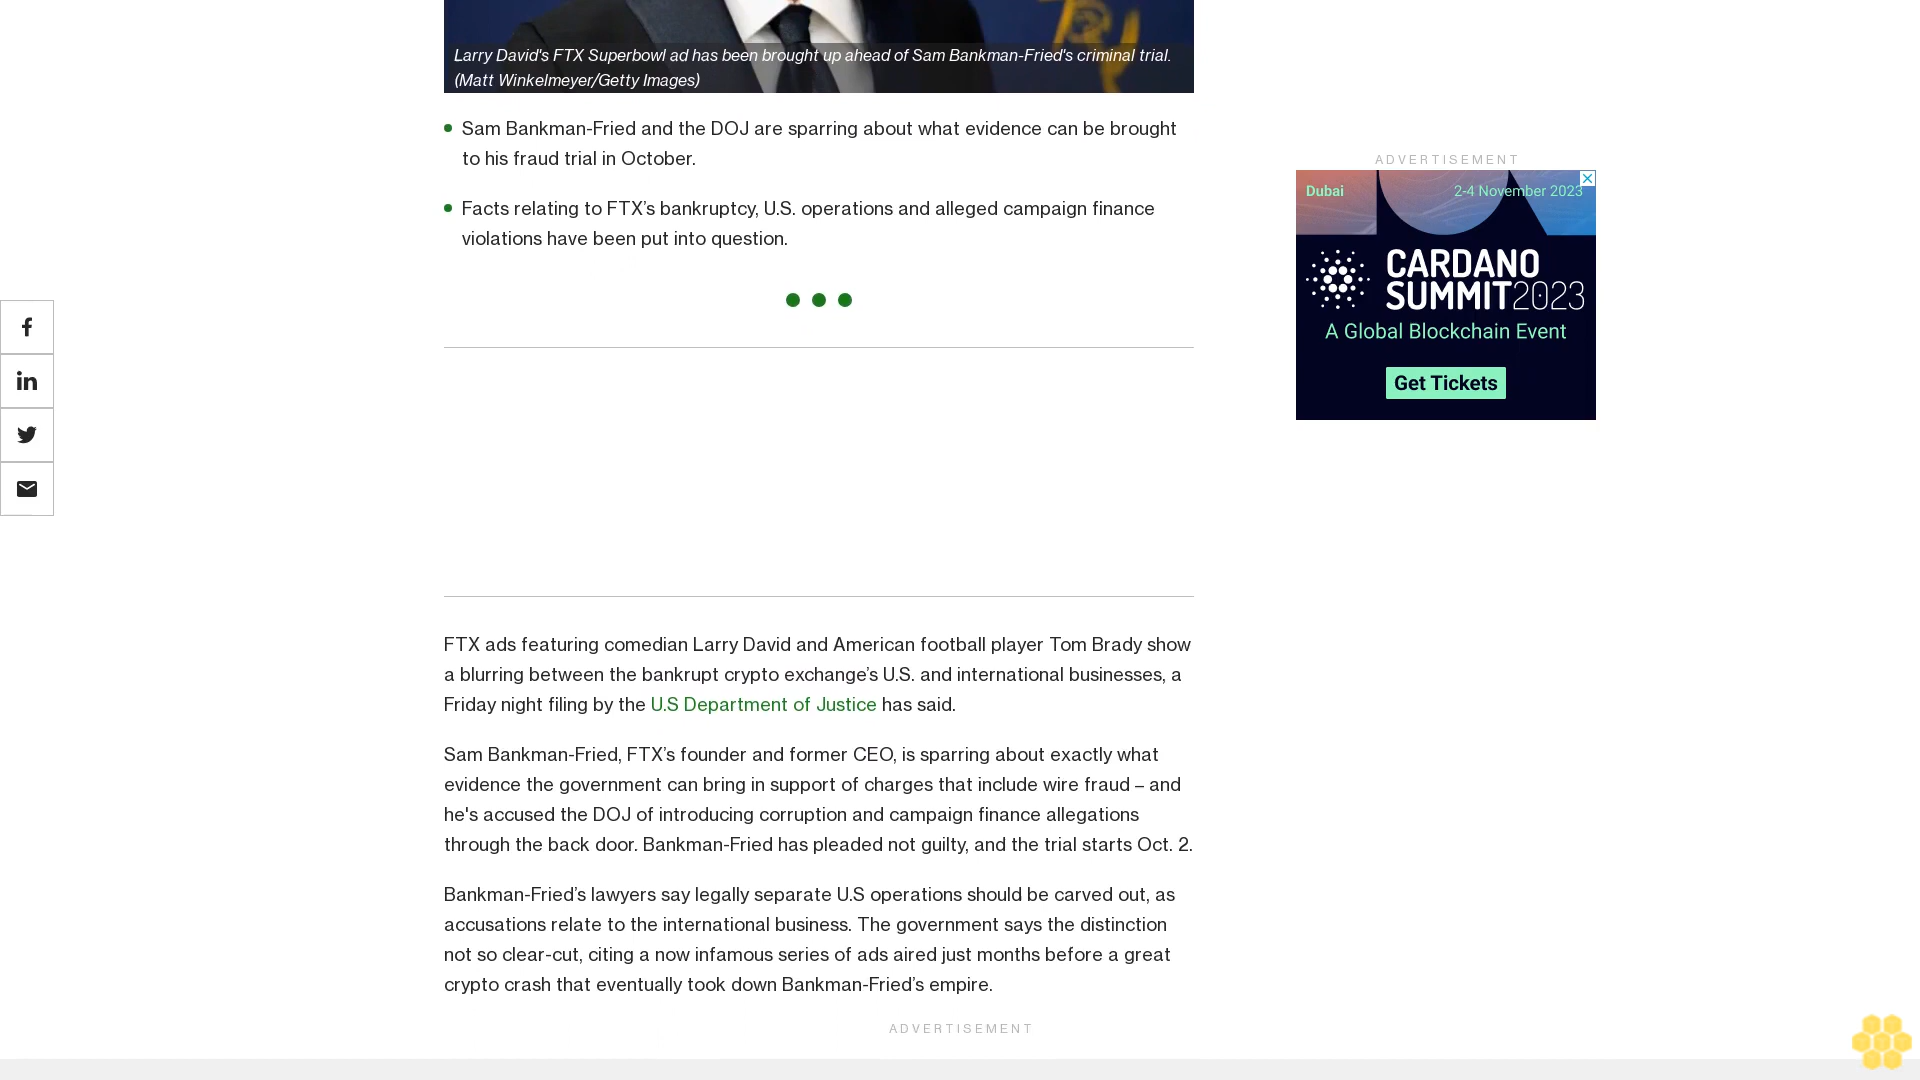 Larry David's FTX Superbowl ad has been brought up ahead of Sam Bankman-Fried's criminal trial.
(Matt Winkelmeyer/Getty Images)
Sam Bankman-Fried and the DOJ are sparring about what evidence can be brought
to his fraud trial in October.
Facts relating to FTX’s bankruptcy, U.S. operations and alleged campaign finance
violations have been put into question.
FTX ads featuring comedian Larry David and American football player Tom Brady show
a blurring between the bankrupt crypto exchange’s U.S. and international businesses, a
Friday night filing by the U.S Department of Justice has said.
Sam Bankman-Fried, FTX’s founder and former CEO, is sparring about exactly what
evidence the government can bring in support of charges that include wire fraud – and
he's accused the DOJ of introducing corruption and campaign finance allegations
through the back door. Bankman-Fried has pleaded not guilty, and the trial starts Oct. 2.
Bankman-Fried’s lawyers say legally separate U.S operations should be carved out, as
accusations relate to the international business. The government says the distinction
not so clear-cut, citing a now infamous series of ads aired just months before a great
crypto crash that eventually took down Bankman-Fried’s empire.
ADVERTISEMENT
ADVERTISEMENT
Dubai
2-4 November 2023
CARDANO
SUMMIT2023
A Global Blockchain Event
Get Tickets